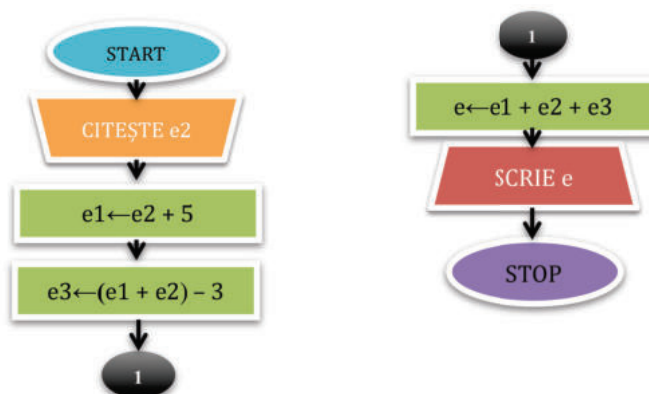 START
CITEȘTE e2
e1←e2 + 5
e3←(e1 + e2) – 3
1
1
e←e1 + e2 + e3
SCRIE e
STOP